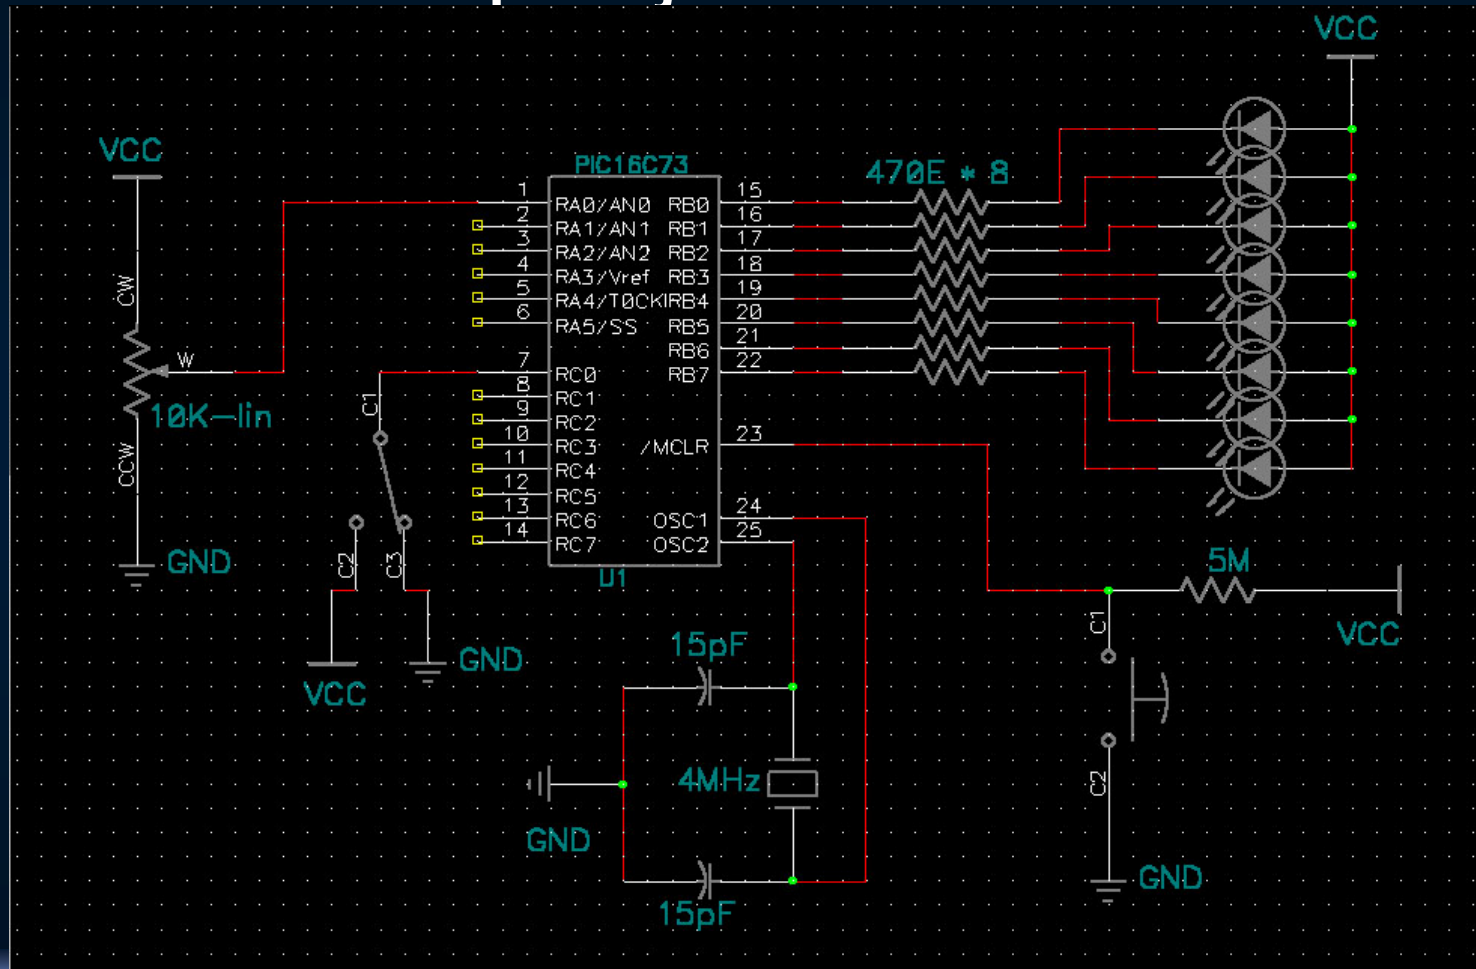 VCC
VCC
PIC16C73
470E * 8
1 RA0/AN0 RB0 15
2 RA1/AN1 RB1 16
3 RA2/AN2 RB2 17
4 RA3/Vref RB3 18
5 RA4/T0CKI RB4 19
6 RA5/SS RB5 20
RB6 21
7 RC0 RB7 22
8 RC1
9 RC2
10 RC3 /MCLR 23
11 RC4
12 RC5
13 RC6 OSC1 24
14 RC7 OSC2 25
U1
CW
W
10K-lin
CCW
GND
C1
C2
C3
VCC
GND
15pF
4MHz
GND
15pF
5M
VCC
C1
C2
GND